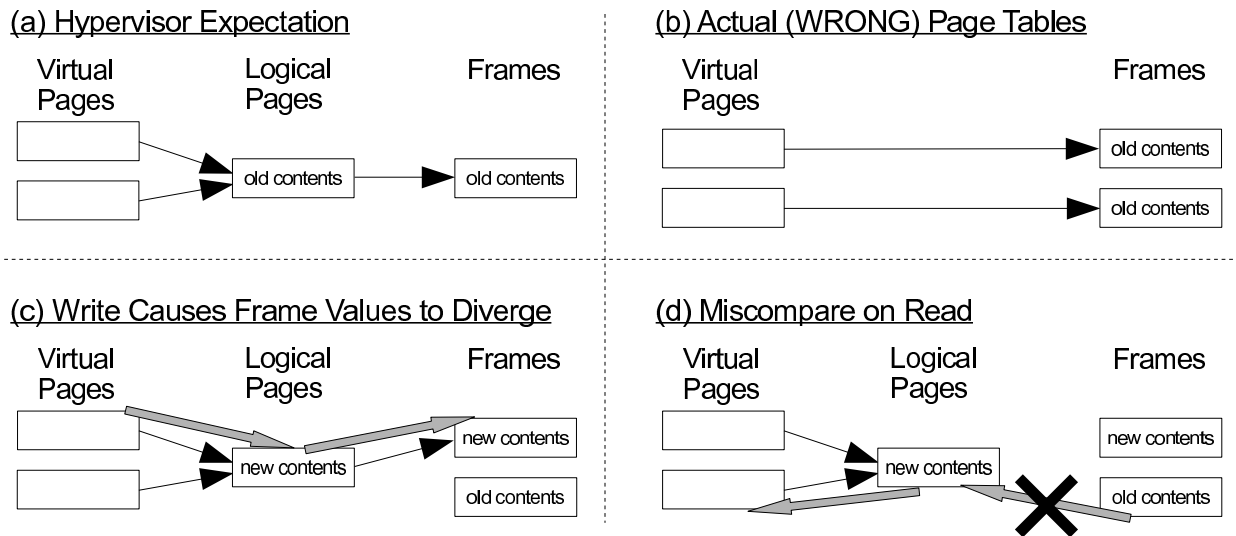 (a) Hypervisor Expectation
Virtual
Pages
Logical
Pages
Frames
old contents
old contents
(b) Actual (WRONG) Page Tables
Virtual
Pages
Frames
old contents
old contents
(c) Write Causes Frame Values to Diverge
Virtual
Pages
Logical
Pages
Frames
new contents
new contents
old contents
(d) Miscompare on Read
Virtual
Pages
Logical
Pages
Frames
new contents
new contents
old contents